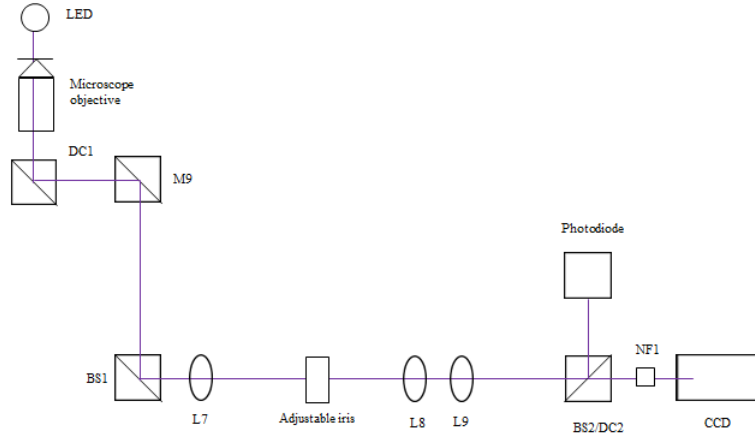 LED
Microscope
objective
DC1
M9
Photodiode
NF1
BS1
L7
Adjustable iris
L8
L9
BS2/DC2
CCD